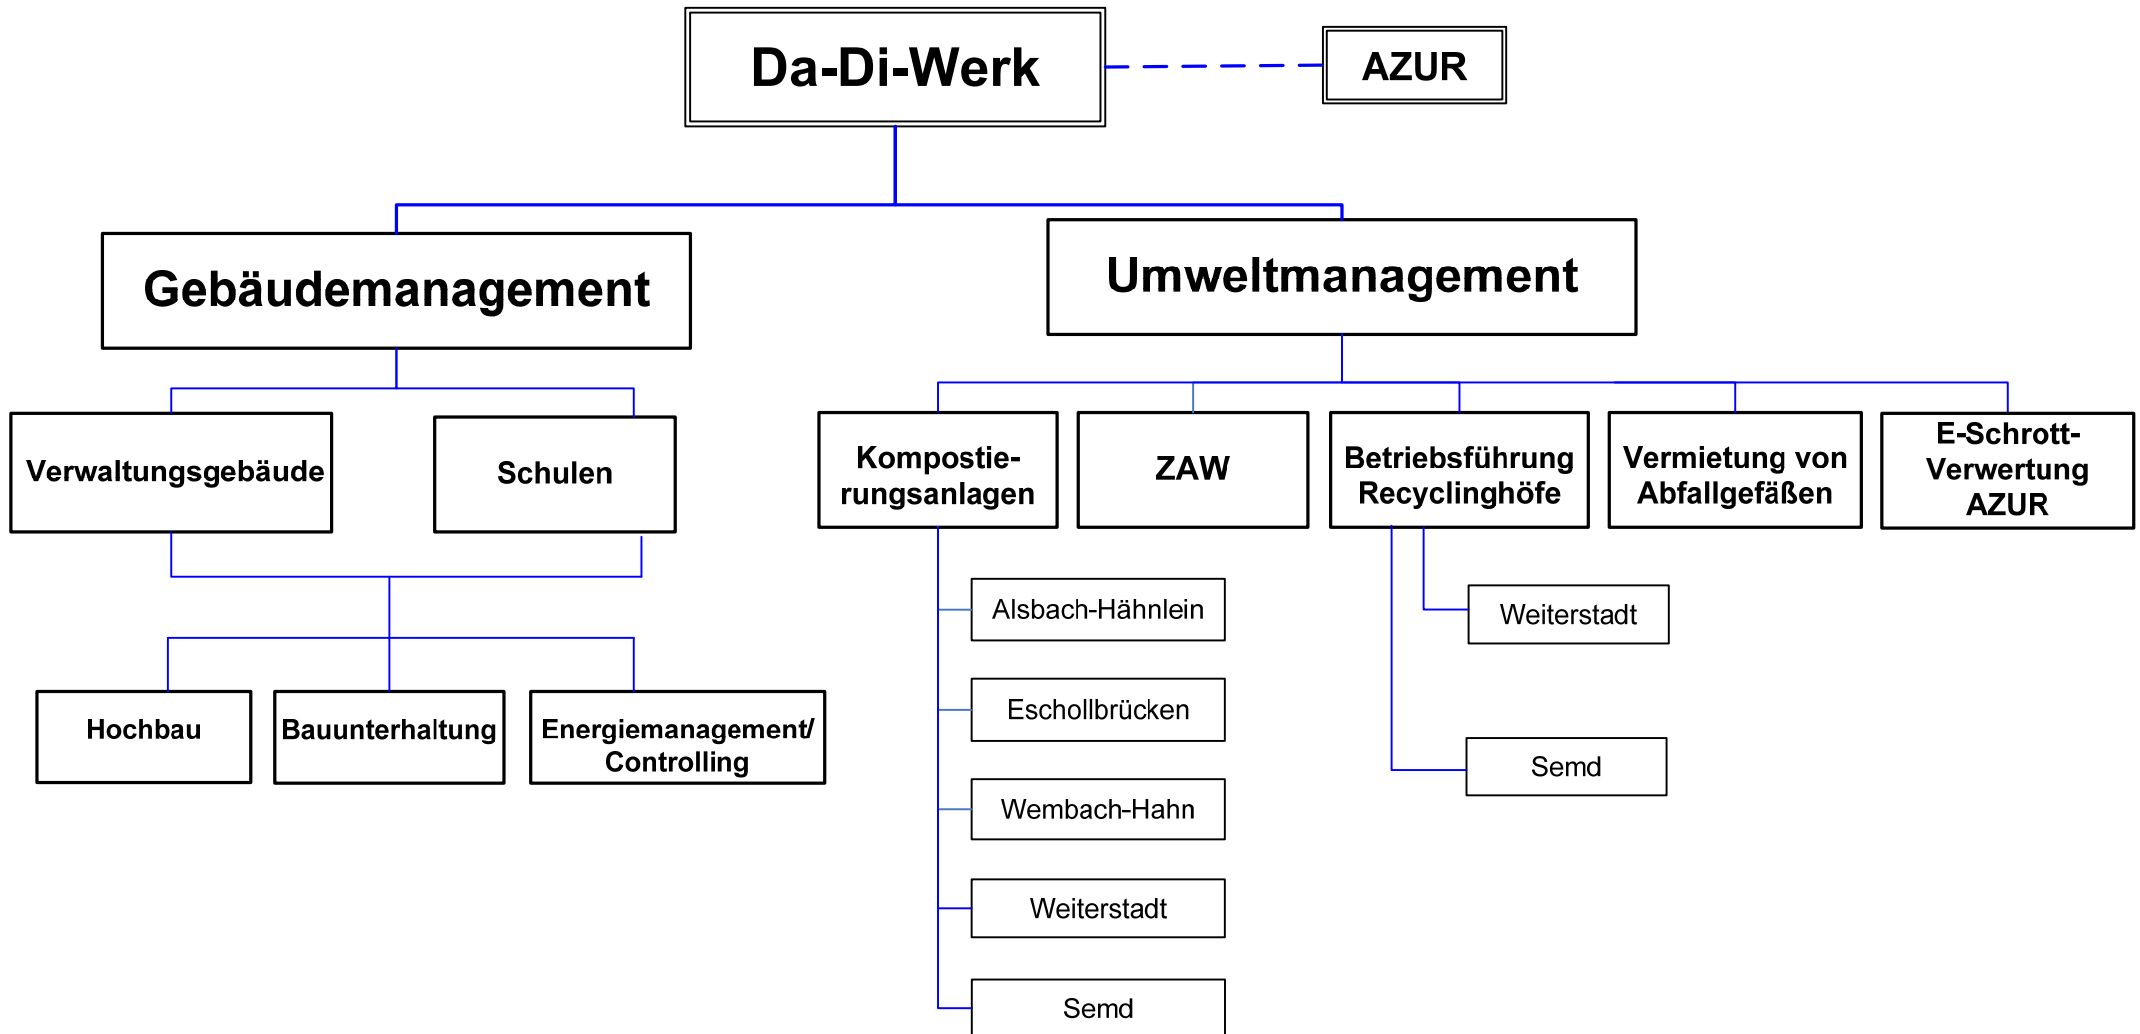 Da-Di-Werk
AZUR
Gebäudemanagement
Umweltmanagement
Verwaltungsgebäude
Schulen
Kompostie-
rungsanlagen
ZAW
Betriebsführung
Recyclinghöfe
Vermietung von
Abfallgefäßen
E-Schrott-
Verwertung
AZUR
Hochbau
Bauunterhaltung
Energiemanagement/
Controlling
Alsbach-Hähnlein
Eschollbrücken
Wembach-Hahn
Weiterstadt
Semd
Weiterstadt
Semd